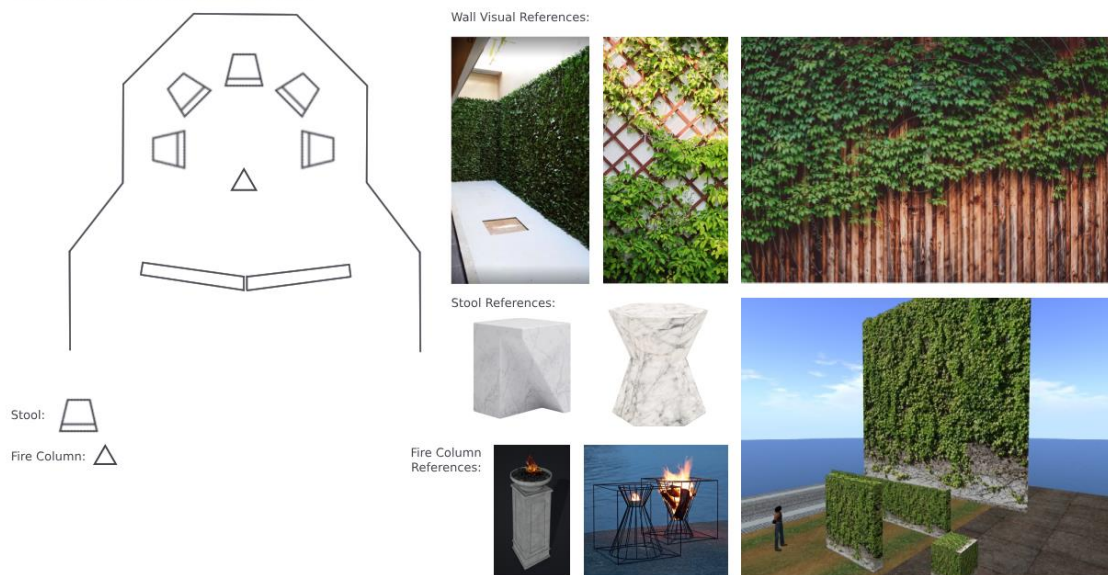 Wall Visual References:
Stool References:
Stool:
Fire Column:
Fire Column
References: